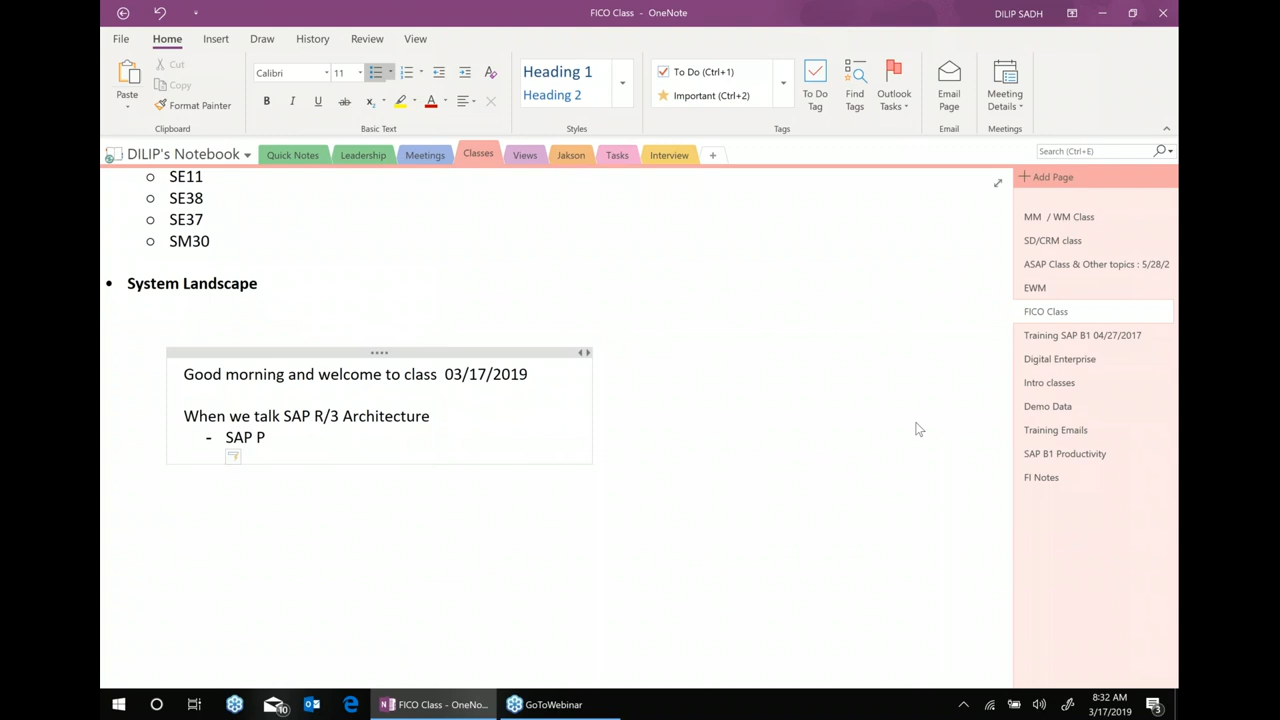 FICO Class - OneNote
DILIP SADH
File Home Insert Draw History Review View
Paste
Cut
Copy
Format Painter
Clipboard
Calibri 11
B I U ab x₂ A
Basic Text
Heading 1
Heading 2
Styles
To Do (Ctrl+1)
Important (Ctrl+2)
Tags
To Do Tag
Find Tags
Outlook Tasks
Email Page
Email
Meeting Details
Meetings
DILIP's Notebook
Quick Notes Leadership Meetings Classes Views Jakson Tasks Interview
Search (Ctrl+E)
SE11
SE38
SE37
SM30
• System Landscape
Good morning and welcome to class 03/17/2019
When we talk SAP R/3 Architecture
- SAP P
Add Page
MM / WM Class
SD/CRM class
ASAP Class & Other topics : 5/28/2
EWM
FICO Class
Training SAP B1 04/27/2017
Digital Enterprise
Intro classes
Demo Data
Training Emails
SAP B1 Productivity
FI Notes
10
FICO Class - OneNo...
GoToWebinar
8:32 AM
3/17/2019
3